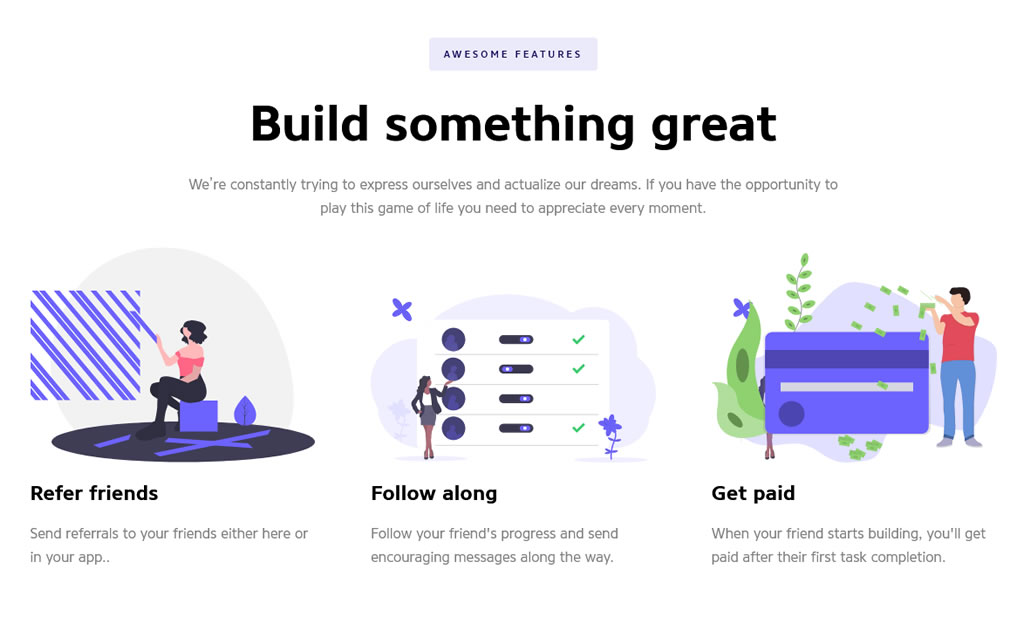 AWESOME FEATURES
Build something great
We're constantly trying to express ourselves and actualize our dreams. If you have the opportunity to
play this game of life you need to appreciate every moment.
Refer friends
Send referrals to your friends either here or
in your app..
Follow along
Follow your friend's progress and send
encouraging messages along the way.
Get paid
When your friend starts building, you'll get
paid after their first task completion.